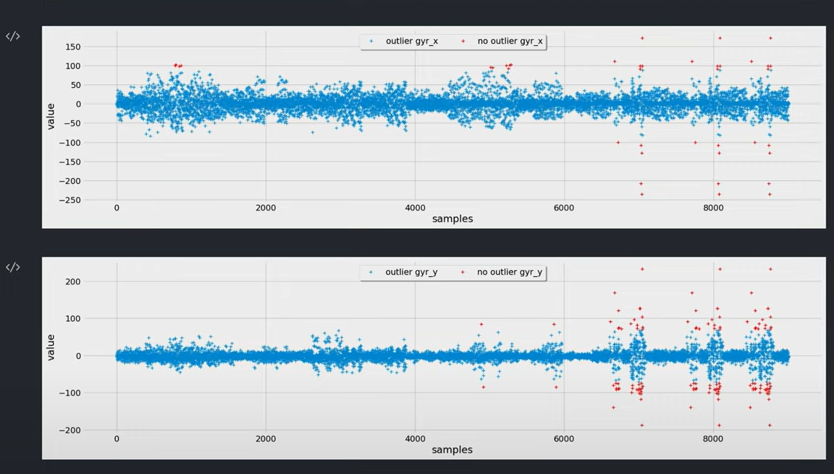 </>
outlier gyr_x no outlier gyr_x
150
100
50
0
−50
−100
−150
−200
−250
value
0 2000 4000 6000 8000
samples
</>
outlier gyr_y no outlier gyr_y
200
100
0
−100
−200
value
0 2000 4000 6000 8000
samples